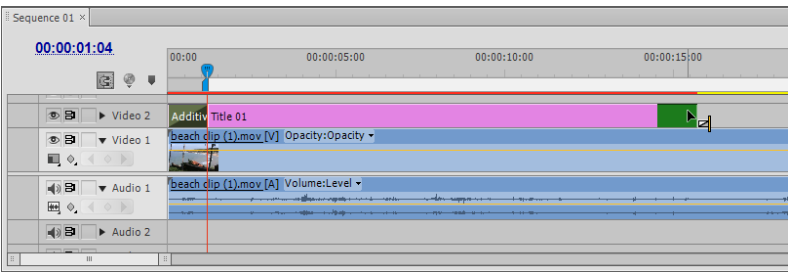 Sequence 01 ×
00:00:01:04
00:00 00:00:05:00 00:00:10:00 00:00:15:00
Video 2 Additiv Title 01
Video 1 beach clip (1).mov [V] Opacity:Opacity
Audio 1 beach clip (1).mov [A] Volume:Level
Audio 2